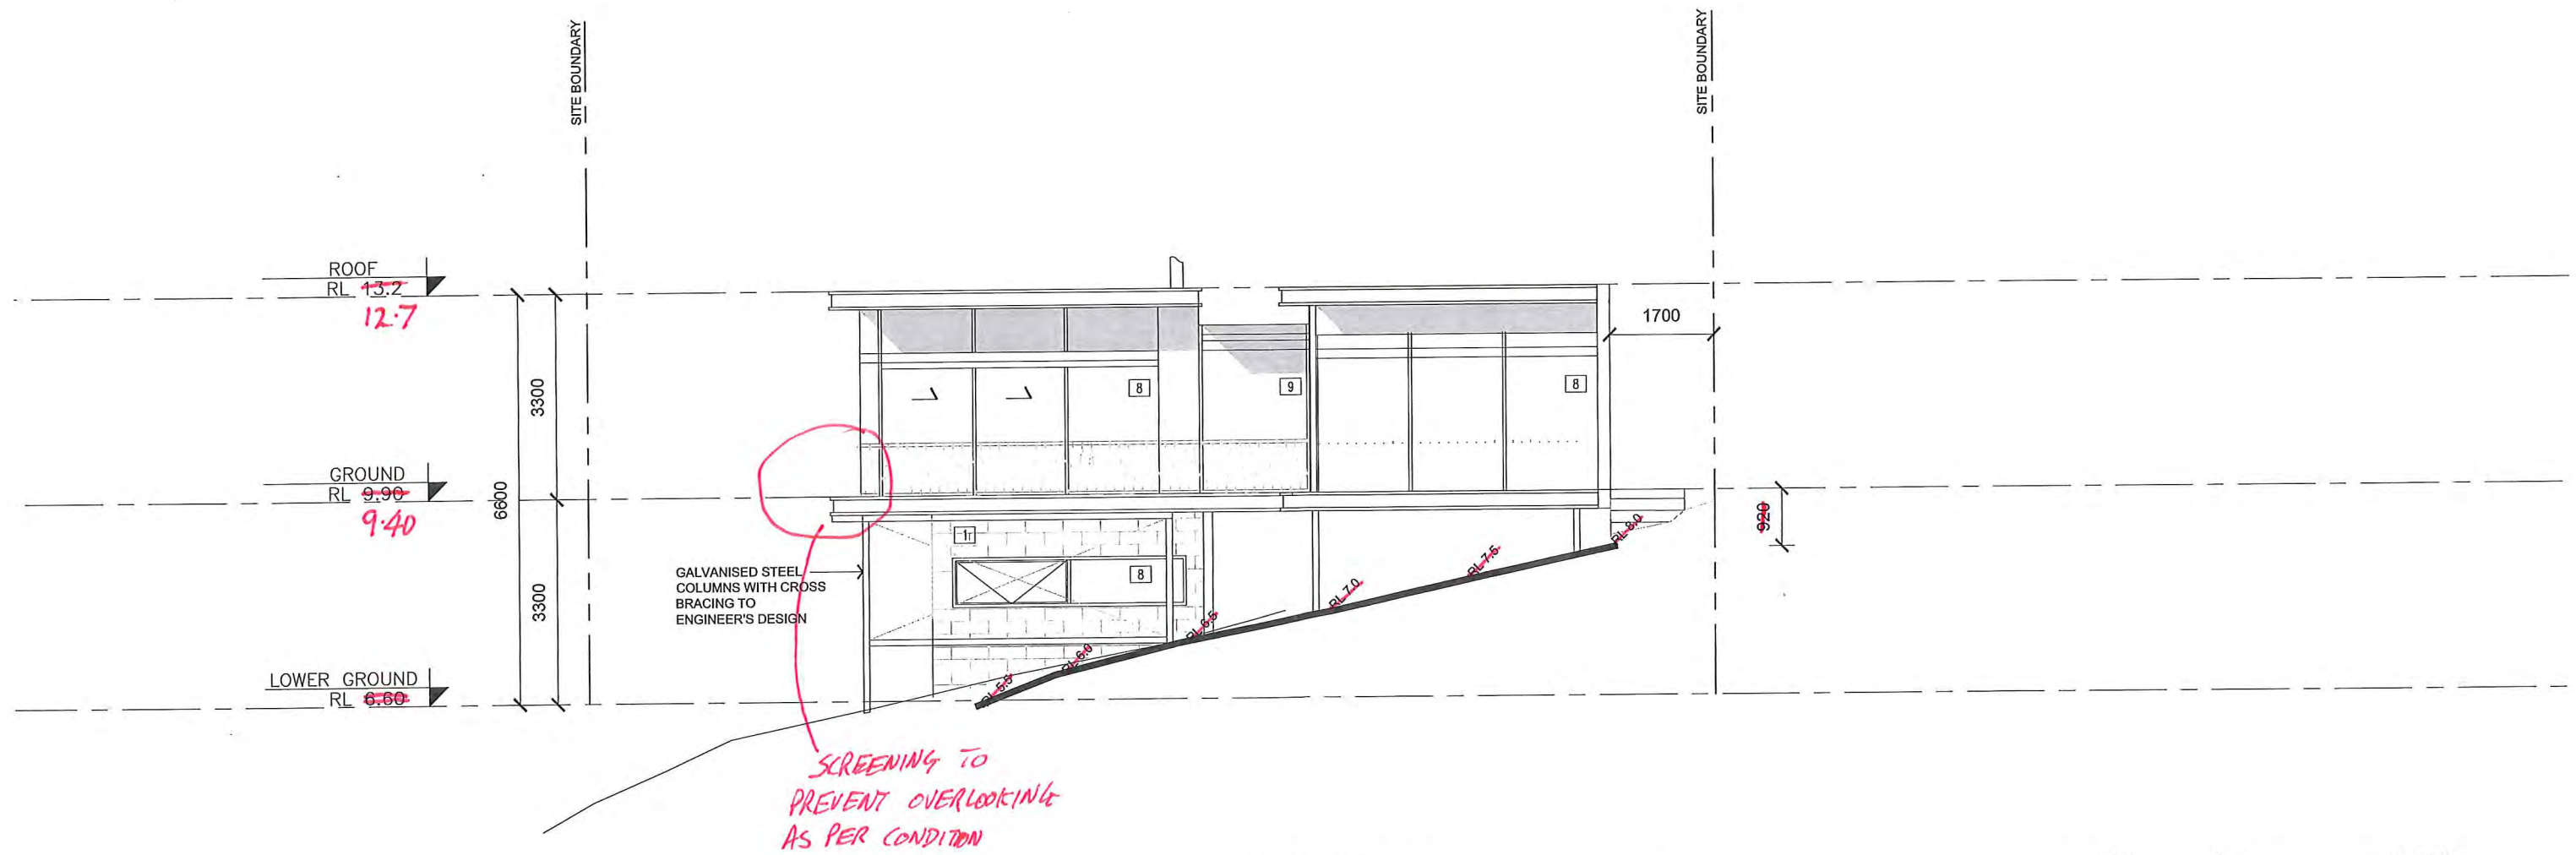 SITE BOUNDARY
SITE BOUNDARY
ROOF
RL 13.2
12.7
1700
3300
8
9
8
GROUND
RL 9.90
9.40
6600
920
1r
8
GALVANISED STEEL
COLUMNS WITH CROSS
BRACING TO
ENGINEER'S DESIGN
3300
RL 8.0
RL 7.5
RL 7.0
RL 6.5
RL 6.0
RL 5.5
LOWER GROUND
RL 6.60
SCREENING TO
PREVENT OVERLOOKING
AS PER CONDITION